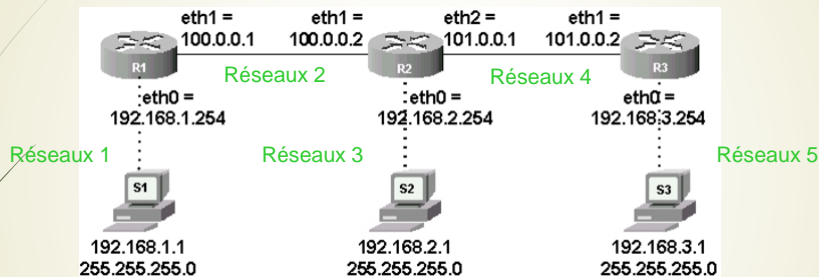 eth1 =
100.0.0.1
eth1 =
100.0.0.2
eth2 =
101.0.0.1
eth1 =
101.0.0.2
R1
R2
R3
Réseaux 2
Réseaux 4
eth0 =
192.168.1.254
eth0 =
192.168.2.254
eth0 =
192.168.3.254
Réseaux 1
Réseaux 3
Réseaux 5
S1
S2
S3
192.168.1.1
255.255.255.0
192.168.2.1
255.255.255.0
192.168.3.1
255.255.255.0